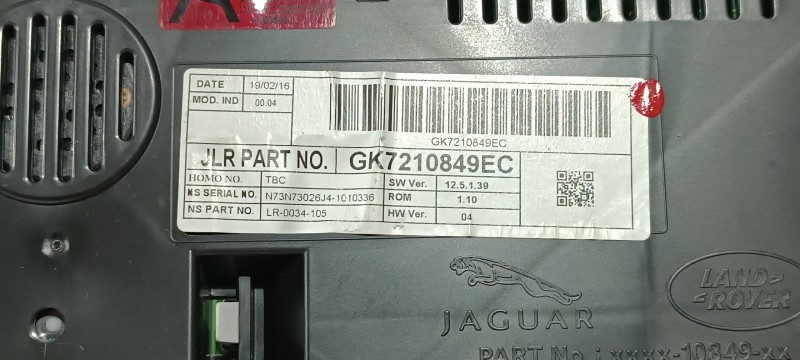 DATE 19/02/16
MOD. IND 00.04
GK7210849EC
JLR PART NO. GK7210849EC
HOMO NO. TBC SW Ver. 12.5.1.39
NS SERIAL NO. N73N73026J4-1010336 ROM 1.10
NS PART NO. LR-0034-105 HW Ver. 04
JAGUAR
LAND-
-ROVER
PART No.: xxxx-10849-xx